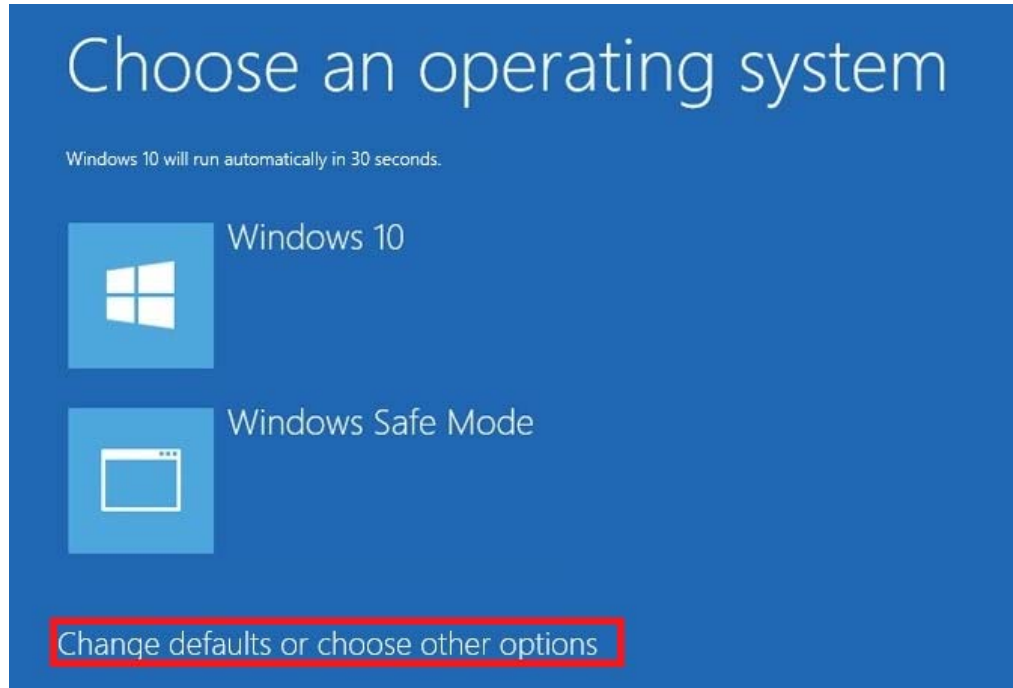 Choose an operating system
Windows 10 will run automatically in 30 seconds.
Windows 10
Windows Safe Mode
Change defaults or choose other options